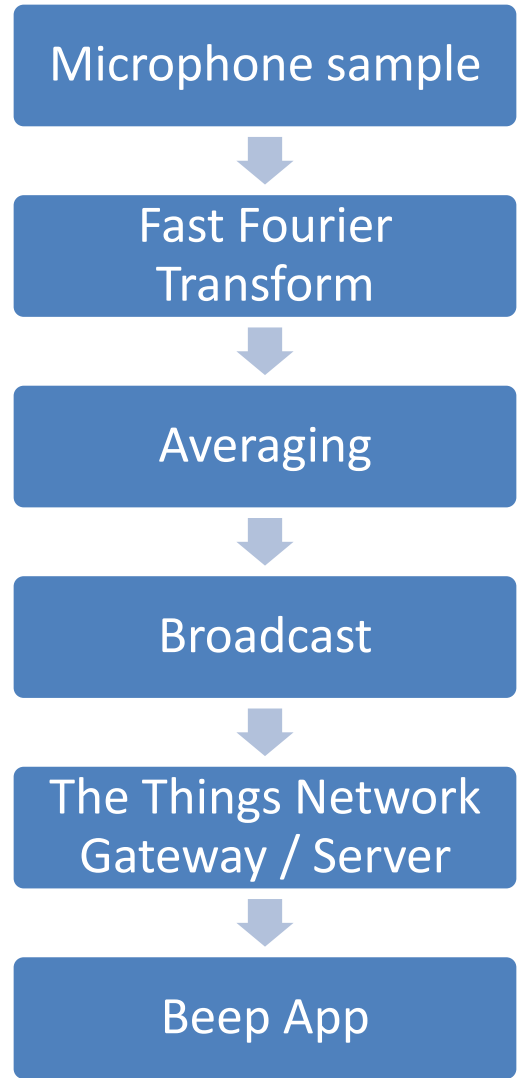 Microphone sample
Fast Fourier
Transform
Averaging
Broadcast
The Things Network
Gateway / Server
Beep App